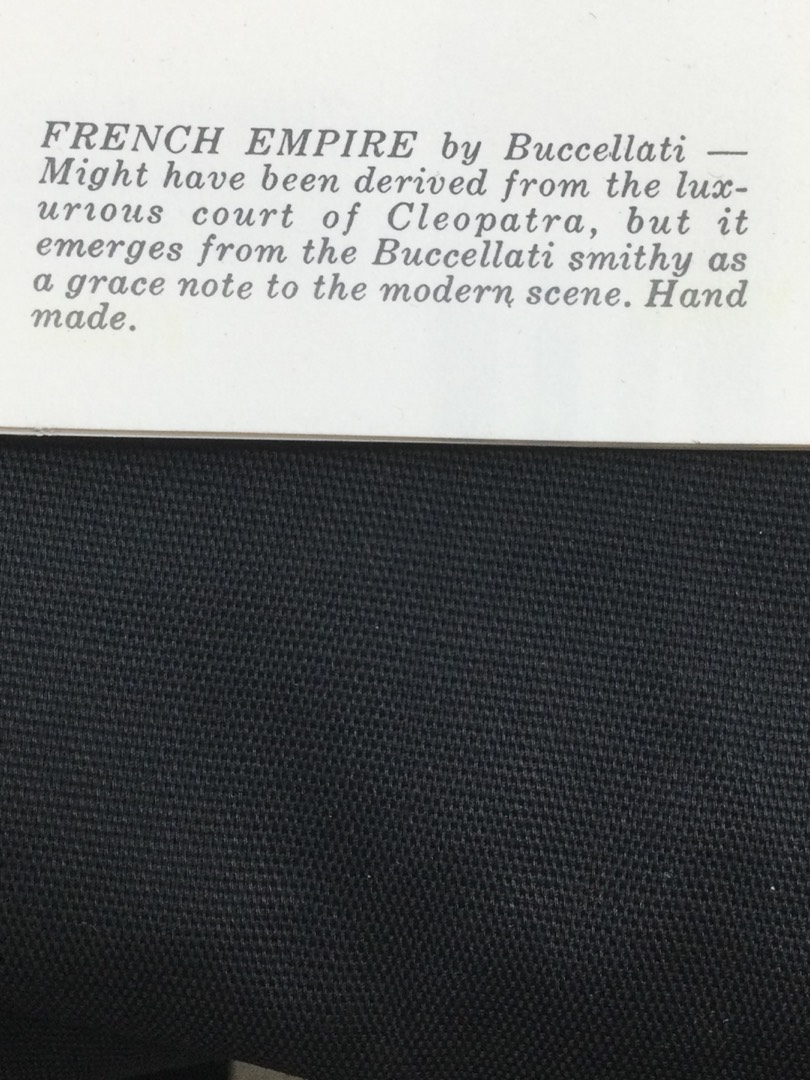 FRENCH EMPIRE by Buccellati —
Might have been derived from the lux-
urious court of Cleopatra, but it
emerges from the Buccellati smithy as
a grace note to the modern scene. Hand
made.